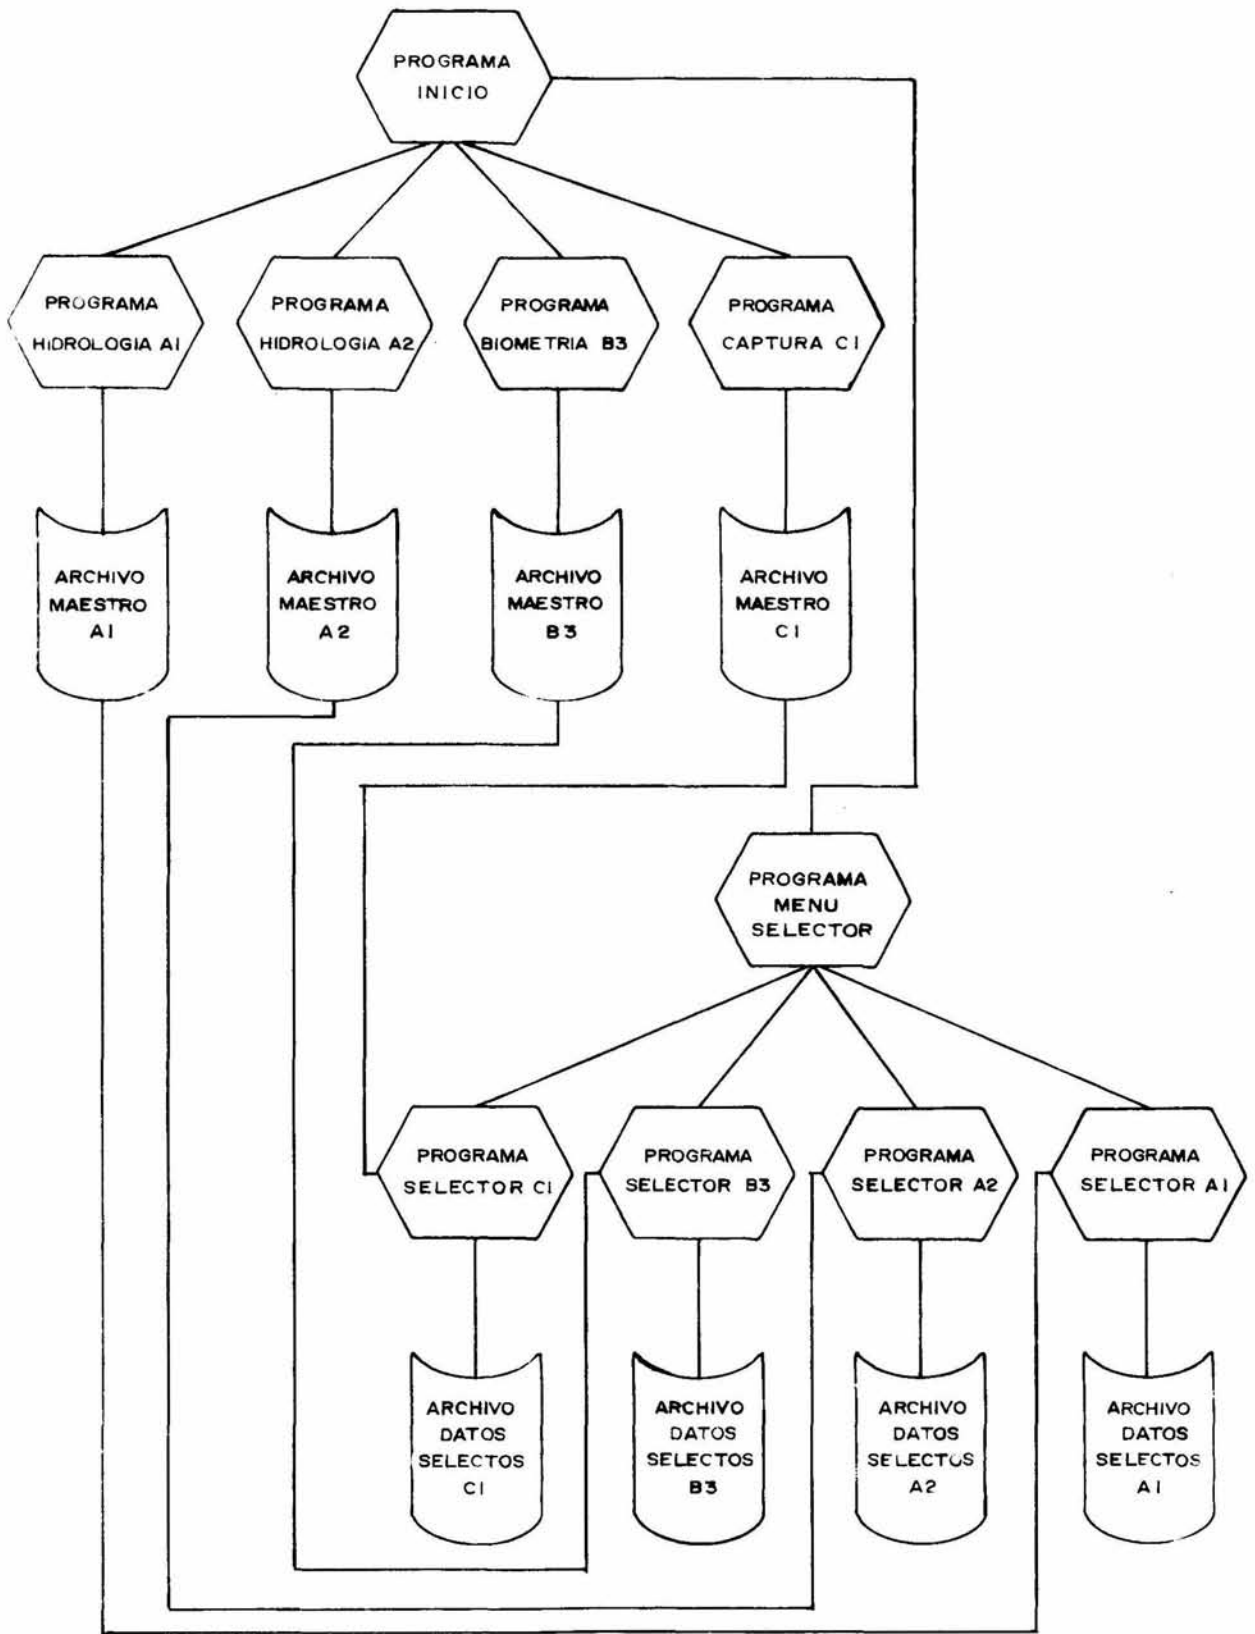 PROGRAMA
INICIO
PROGRAMA
HIDROLOGIA A1
PROGRAMA
HIDROLOGIA A2
PROGRAMA
BIOMETRIA B3
PROGRAMA
CAPTURA C1
ARCHIVO
MAESTRO
A1
ARCHIVO
MAESTRO
A2
ARCHIVO
MAESTRO
B3
ARCHIVO
MAESTRO
C1
PROGRAMA
MENU
SELECTOR
PROGRAMA
SELECTOR C1
PROGRAMA
SELECTOR B3
PROGRAMA
SELECTOR A2
PROGRAMA
SELECTOR A1
ARCHIVO
DATOS
SELECTOS
C1
ARCHIVO
DATOS
SELECTOS
B3
ARCHIVO
DATOS
SELECTOS
A2
ARCHIVO
DATOS
SELECTOS
A1